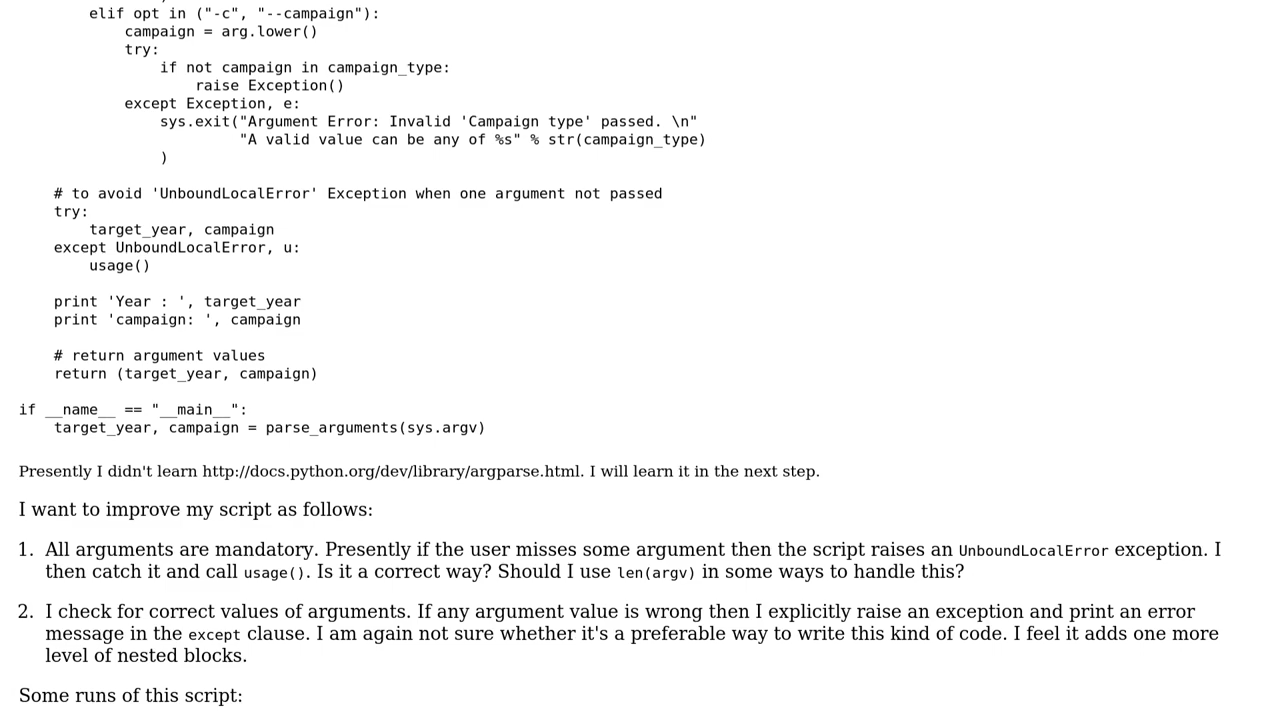 elif opt in ("-c", "--campaign"):
campaign = arg.lower()
try:
if not campaign in campaign_type:
raise Exception()
except Exception, e:
sys.exit("Argument Error: Invalid 'Campaign type' passed. \n"
"A valid value can be any of %s" % str(campaign_type)
)
# to avoid 'UnboundLocalError' Exception when one argument not passed
try:
target_year, campaign
except UnboundLocalError, u:
usage()
print 'Year : ', target_year
print 'campaign: ', campaign
# return argument values
return (target_year, campaign)
if __name__ == "__main__":
target_year, campaign = parse_arguments(sys.argv)
Presently I didn't learn http://docs.python.org/dev/library/argparse.html. I will learn it in the next step.
I want to improve my script as follows:
1. All arguments are mandatory. Presently if the user misses some argument then the script raises an UnboundLocalError exception. I
then catch it and call usage(). Is it a correct way? Should I use len(argv) in some ways to handle this?
2. I check for correct values of arguments. If any argument value is wrong then I explicitly raise an exception and print an error
message in the except clause. I am again not sure whether it's a preferable way to write this kind of code. I feel it adds one more
level of nested blocks.
Some runs of this script: